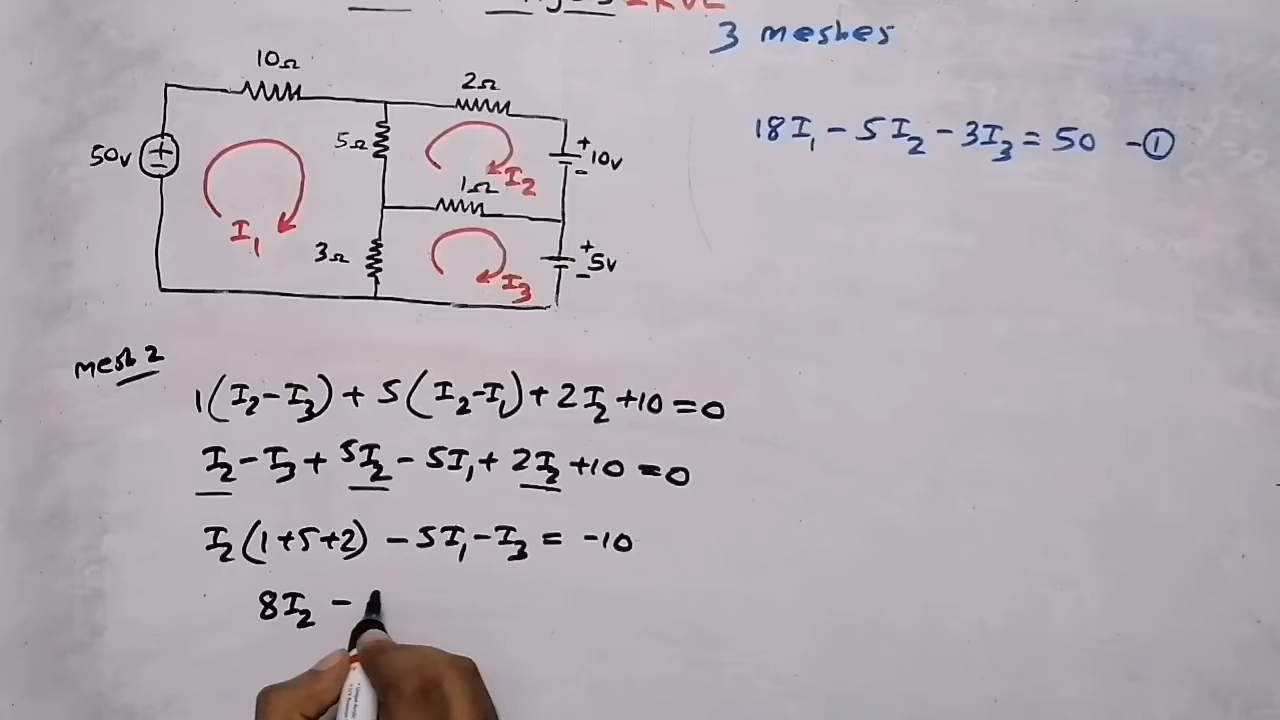 3 meshes
10Ω
2Ω
50v
+
-
5Ω
+
10v
-
I₂
1Ω
I₁
3Ω
+
5v
-
I₃
18I₁ - 5I₂ - 3I₃ = 50 -①
mesh 2
1(I₂-I₃) + 5(I₂-I₁) + 2I₂ + 10 = 0
I₂ - I₃ + 5I₂ - 5I₁ + 2I₂ + 10 = 0
I₂(1+5+2) - 5I₁ - I₃ = -10
8I₂ -